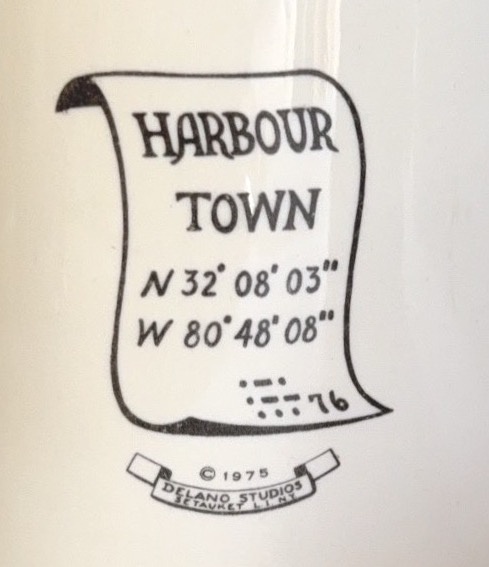 HARBOUR
TOWN
N 32° 08' 03"
W 80° 48' 08"
76
© 1975
DELANO STUDIOS
SETAUKET L.I. N.Y.